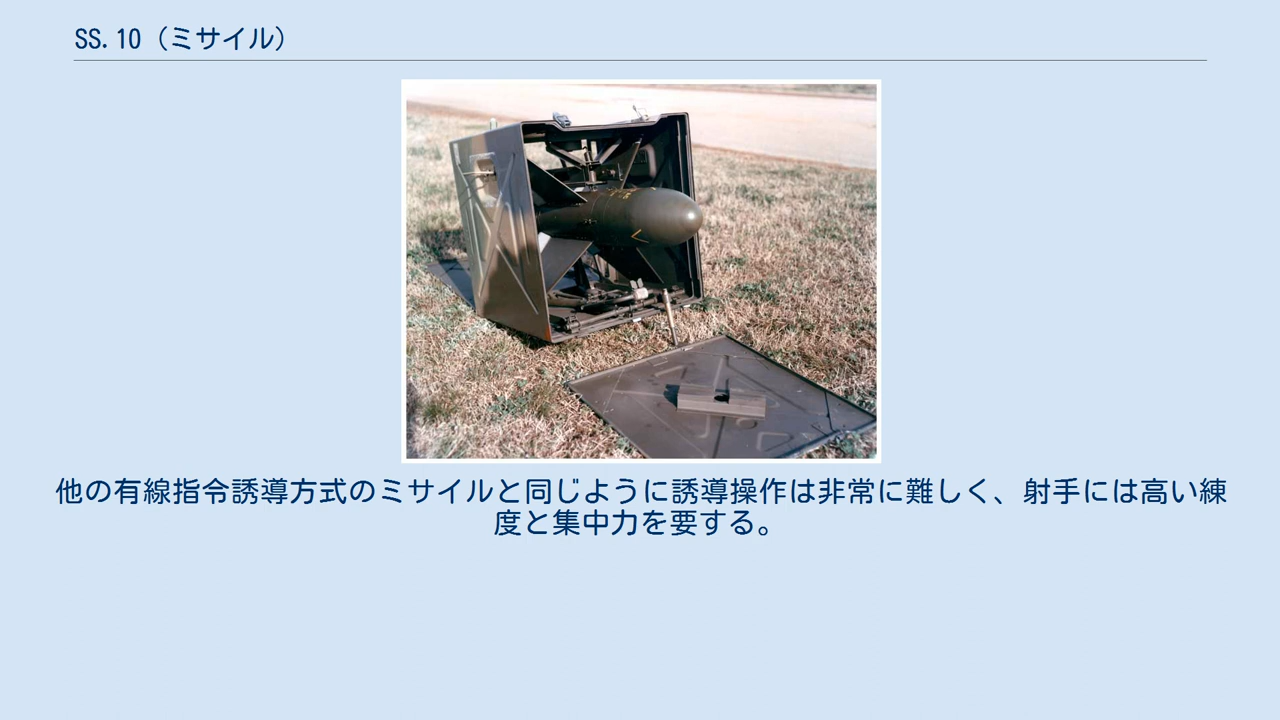 SS.10（ミサイル）
他の有線指令誘導方式のミサイルと同じように誘導操作は非常に難しく、射手には高い練
度と集中力を要する。